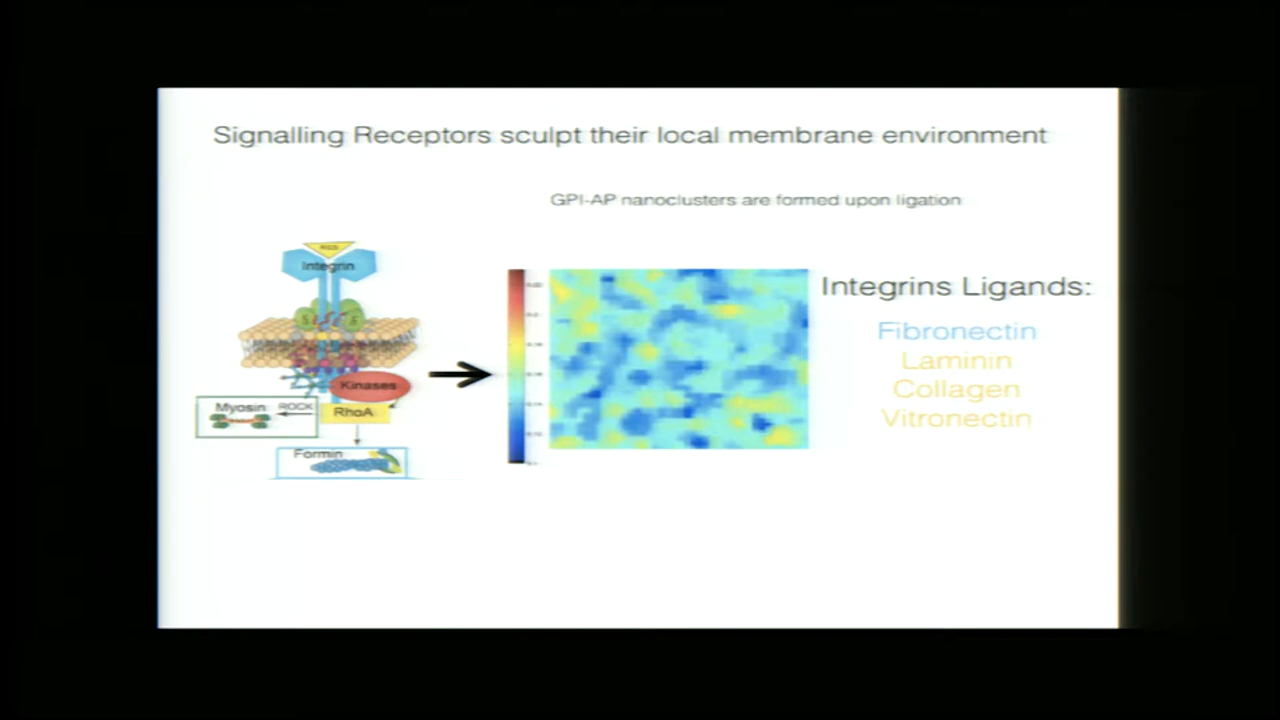 Signalling Receptors sculpt their local membrane environment
GPI-AP nanoclusters are formed upon ligation
RGD
Integrin
Kinases
Myosin
ROCK
RhoA
Formin
Integrins Ligands:
Fibronectin
Laminin
Collagen
Vitronectin